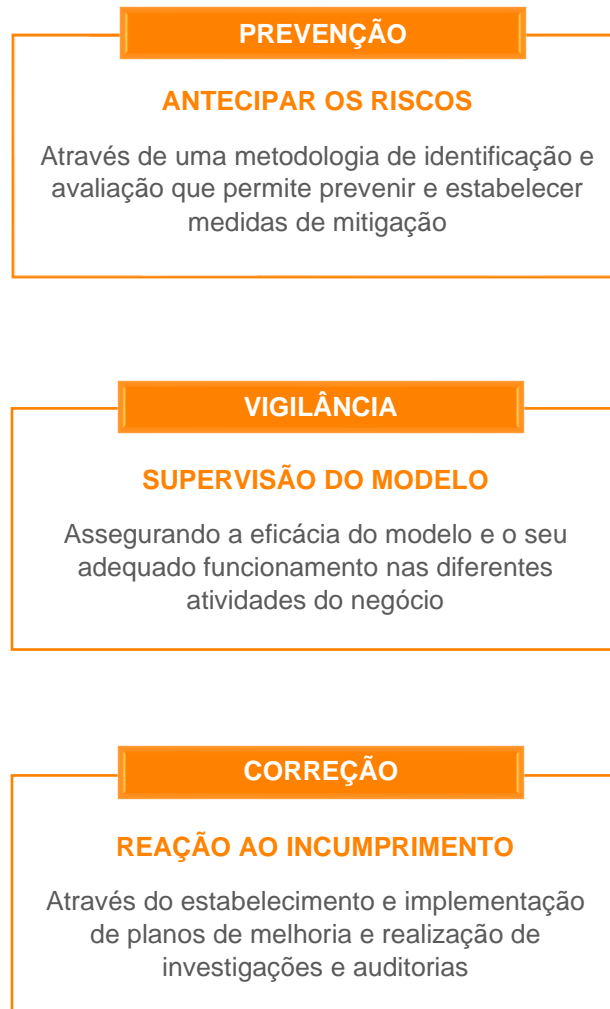 PREVENÇÃO
ANTECIPAR OS RISCOS
Através de uma metodologia de identificação e
avaliação que permite prevenir e estabelecer
medidas de mitigação
VIGILÂNCIA
SUPERVISÃO DO MODELO
Assegurando a eficácia do modelo e o seu
adequado funcionamento nas diferentes
atividades do negócio
CORREÇÃO
REAÇÃO AO INCUMPRIMENTO
Através do estabelecimento e implementação
de planos de melhoria e realização de
investigações e auditorias